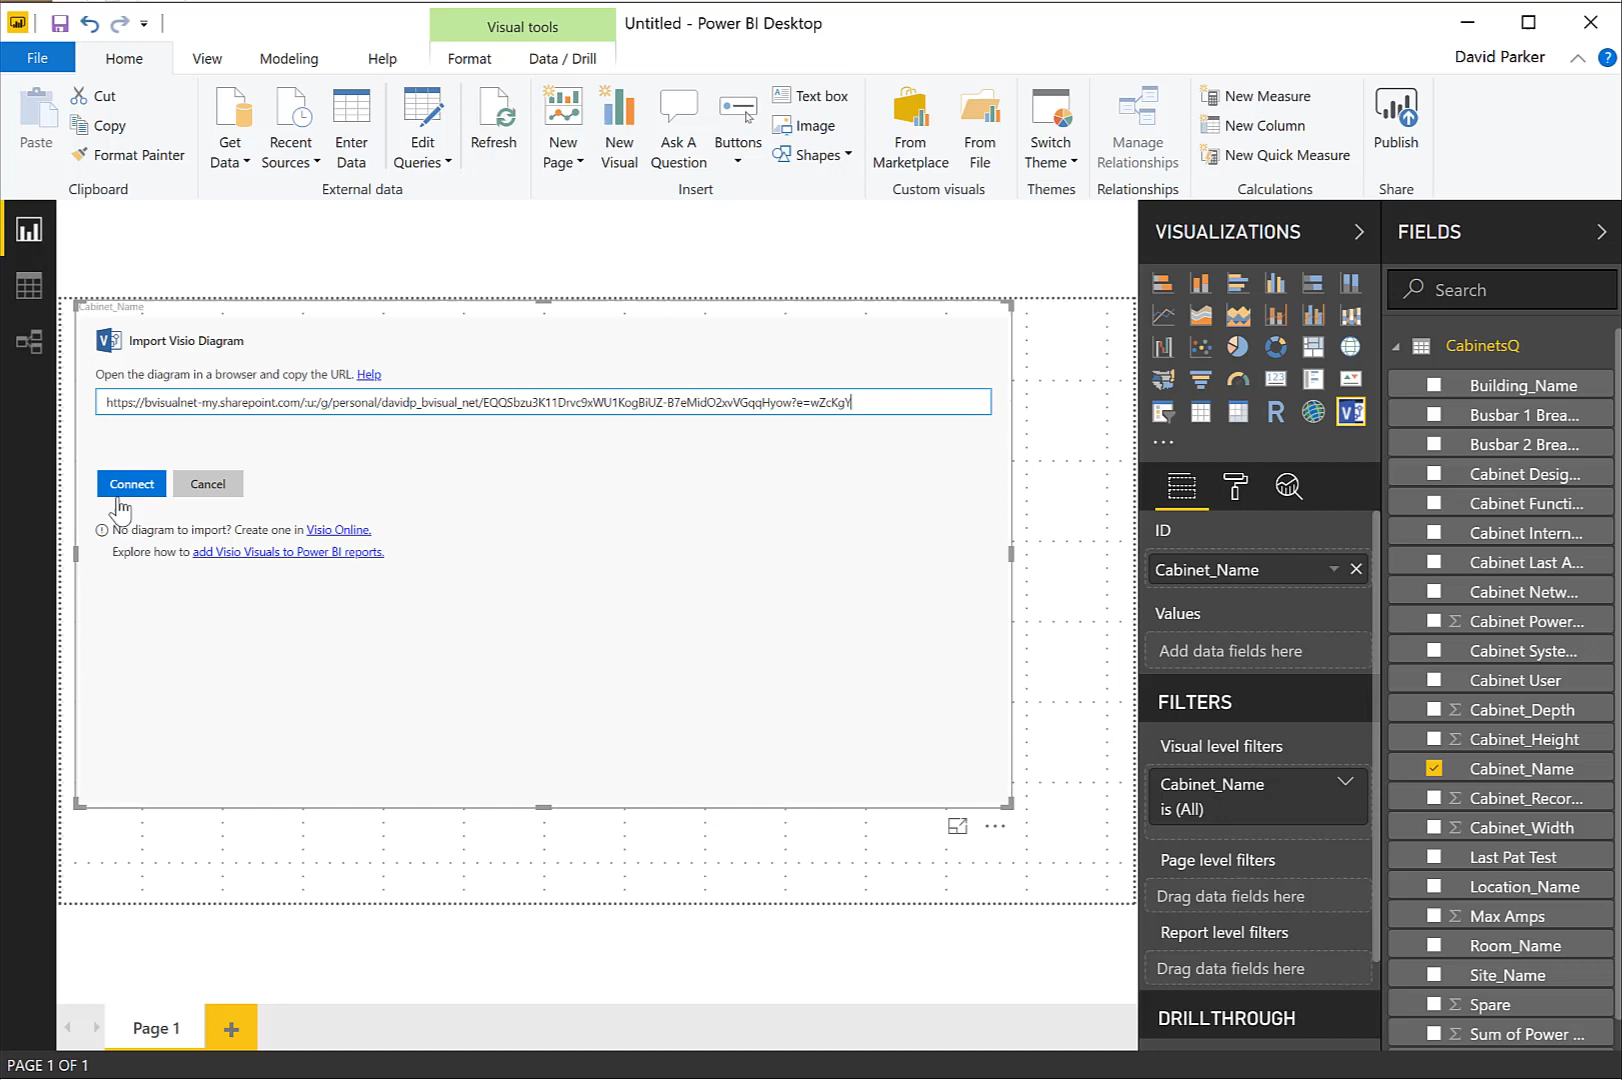 Visual tools
Untitled - Power BI Desktop
File
Home
View
Modeling
Help
Format
Data / Drill
David Parker
Paste
Cut
Copy
Format Painter
Clipboard
Get
Data
Recent
Sources
Enter
Data
Edit
Queries
Refresh
External data
New
Page
New
Visual
Ask A
Question
Buttons
Text box
Image
Shapes
Insert
From
Marketplace
From
File
Custom visuals
Switch
Theme
Themes
Manage
Relationships
Relationships
New Measure
New Column
New Quick Measure
Calculations
Publish
Share
Cabinet_Name
Import Visio Diagram
Open the diagram in a browser and copy the URL. Help
https://bvisualnet-my.sharepoint.com/:u:/g/personal/davidp_bvisual_net/EQQSbzu3K11Drvc9xWU1KogBiUZ-B7eMidO2xvVGqqHyow?e=wZcKgY
Connect
Cancel
No diagram to import? Create one in Visio Online.
Explore how to add Visio Visuals to Power BI reports.
VISUALIZATIONS
R
123
ID
Cabinet_Name
Values
Add data fields here
FILTERS
Visual level filters
Cabinet_Name
is (All)
Page level filters
Drag data fields here
Report level filters
Drag data fields here
DRILLTHROUGH
FIELDS
Search
CabinetsQ
Building_Name
Busbar 1 Brea...
Busbar 2 Brea...
Cabinet Desig...
Cabinet Functi...
Cabinet Intern...
Cabinet Last A...
Cabinet Netw...
Σ Cabinet Power...
Cabinet Syste...
Cabinet User
Σ Cabinet_Depth
Σ Cabinet_Height
Cabinet_Name
Σ Cabinet_Recor...
Σ Cabinet_Width
Last Pat Test
Location_Name
Σ Max Amps
Room_Name
Site_Name
Σ Spare
Σ Sum of Power ...
Page 1
+
PAGE 1 OF 1